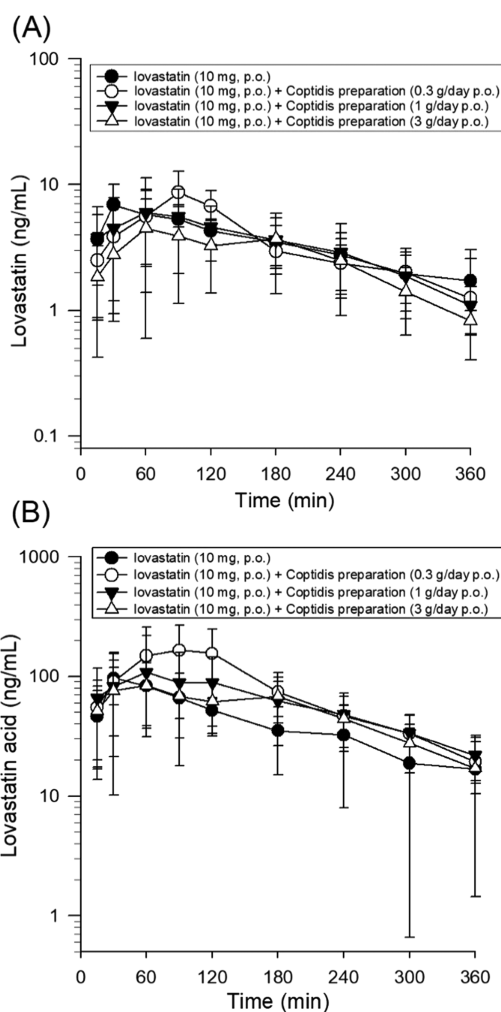 (A)
100
lovastatin (10 mg, p.o.)
lovastatin (10 mg, p.o.) + Coptidis preparation (0.3 g/day p.o.)
lovastatin (10 mg, p.o.) + Coptidis preparation (1 g/day p.o.)
lovastatin (10 mg, p.o.) + Coptidis preparation (3 g/day p.o.)
10
1
0.1
Lovastatin (ng/mL)
0 60 120 180 240 300 360
Time (min)
(B)
1000
lovastatin (10 mg, p.o.)
lovastatin (10 mg, p.o.) + Coptidis preparation (0.3 g/day p.o.)
lovastatin (10 mg, p.o.) + Coptidis preparation (1 g/day p.o.)
lovastatin (10 mg, p.o.) + Coptidis preparation (3 g/day p.o.)
100
10
1
Lovastatin acid (ng/mL)
0 60 120 180 240 300 360
Time (min)